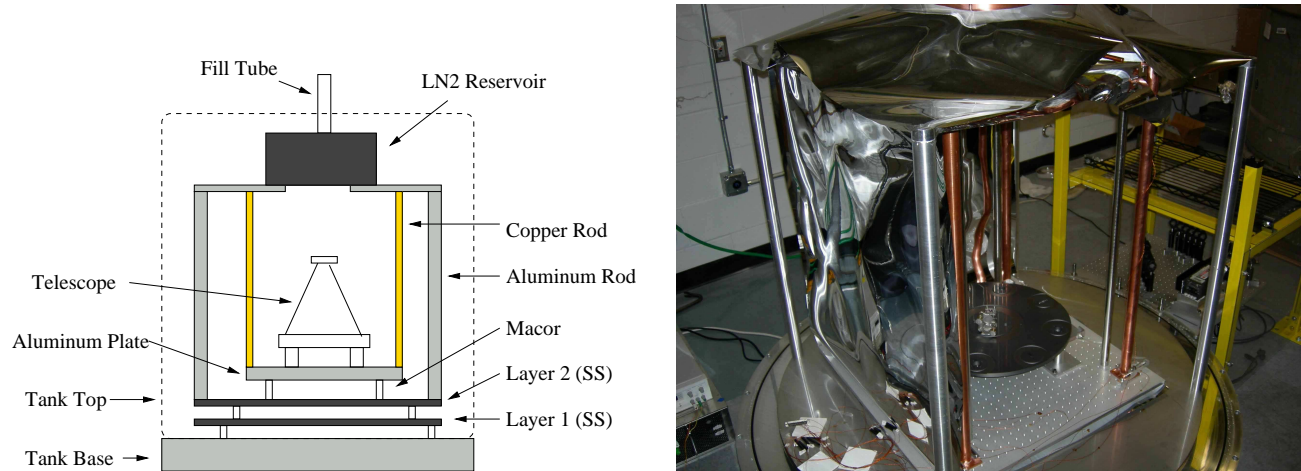 Fill Tube
LN2 Reservoir
Copper Rod
Telescope
Aluminum Rod
Aluminum Plate
Macor
Layer 2 (SS)
Tank Top
Layer 1 (SS)
Tank Base